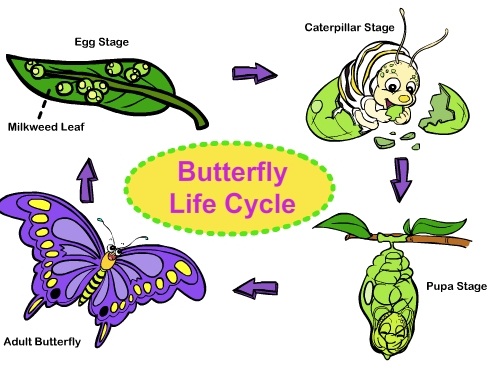 Egg Stage
Caterpillar Stage
Milkweed Leaf
Butterfly
Life Cycle
Pupa Stage
Adult Butterfly